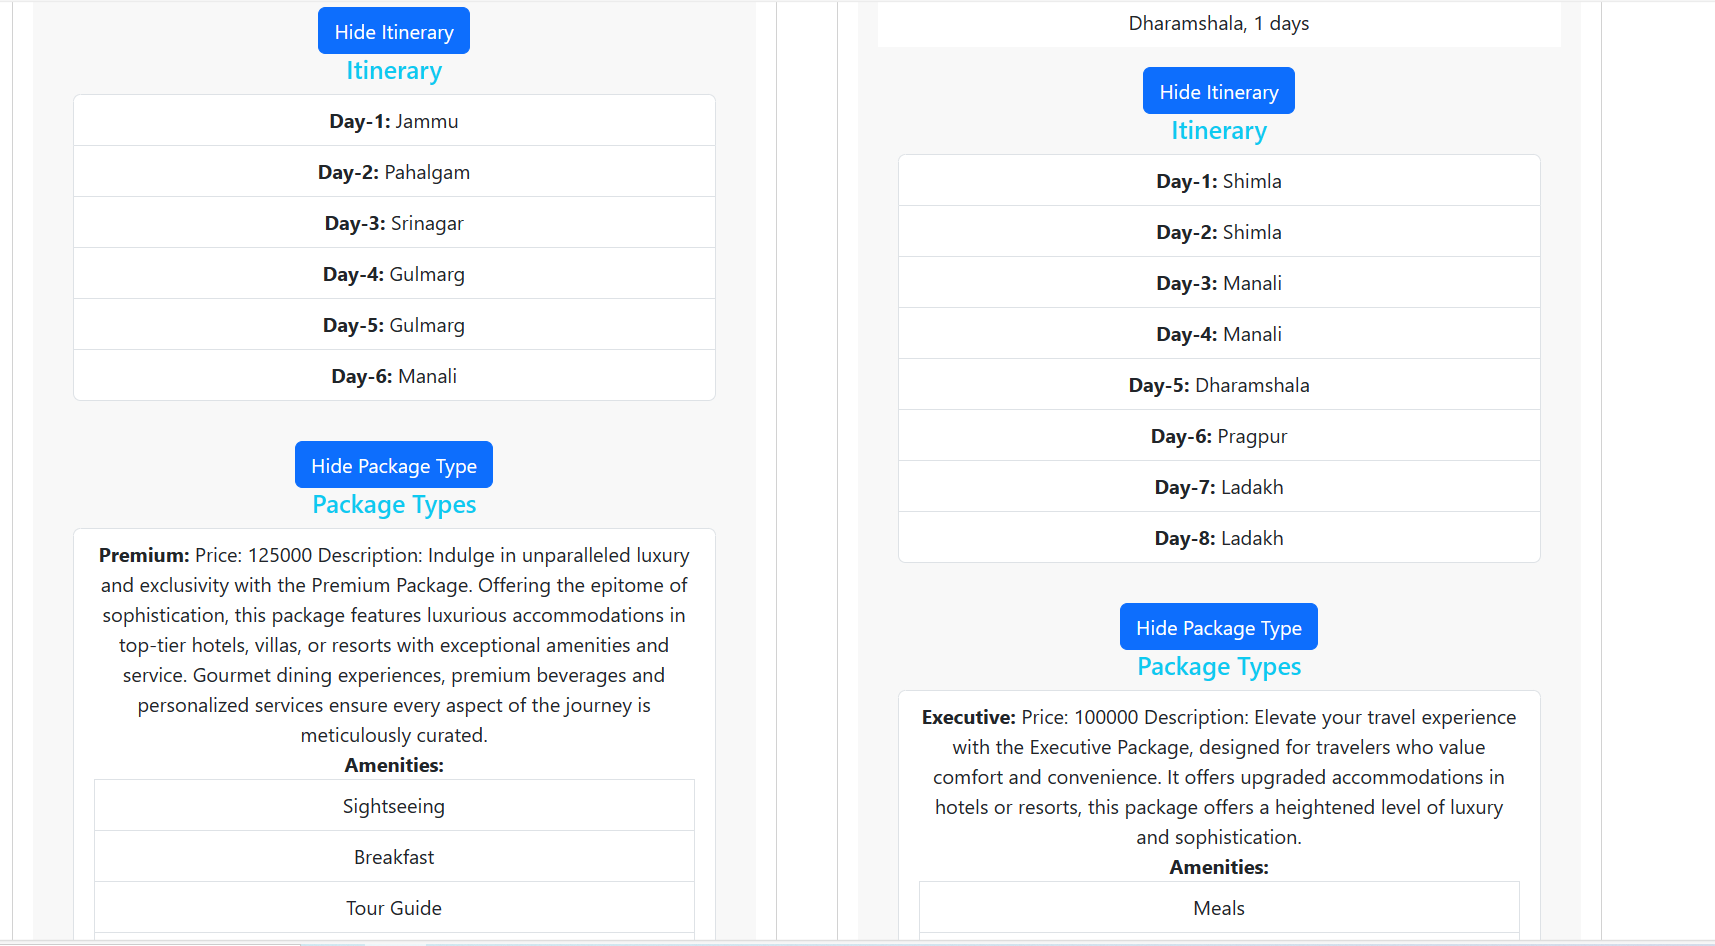 Hide Itinerary
Itinerary
Day-1: Jammu
Day-2: Pahalgam
Day-3: Srinagar
Day-4: Gulmarg
Day-5: Gulmarg
Day-6: Manali
Hide Package Type
Package Types
Premium: Price: 125000 Description: Indulge in unparalleled luxury
and exclusivity with the Premium Package. Offering the epitome of
sophistication, this package features luxurious accommodations in
top-tier hotels, villas, or resorts with exceptional amenities and
service. Gourmet dining experiences, premium beverages and
personalized services ensure every aspect of the journey is
meticulously curated.
Amenities:
Sightseeing
Breakfast
Tour Guide
Dharamshala, 1 days
Hide Itinerary
Itinerary
Day-1: Shimla
Day-2: Shimla
Day-3: Manali
Day-4: Manali
Day-5: Dharamshala
Day-6: Pragpur
Day-7: Ladakh
Day-8: Ladakh
Hide Package Type
Package Types
Executive: Price: 100000 Description: Elevate your travel experience
with the Executive Package, designed for travelers who value
comfort and convenience. It offers upgraded accommodations in
hotels or resorts, this package offers a heightened level of luxury
and sophistication.
Amenities:
Meals